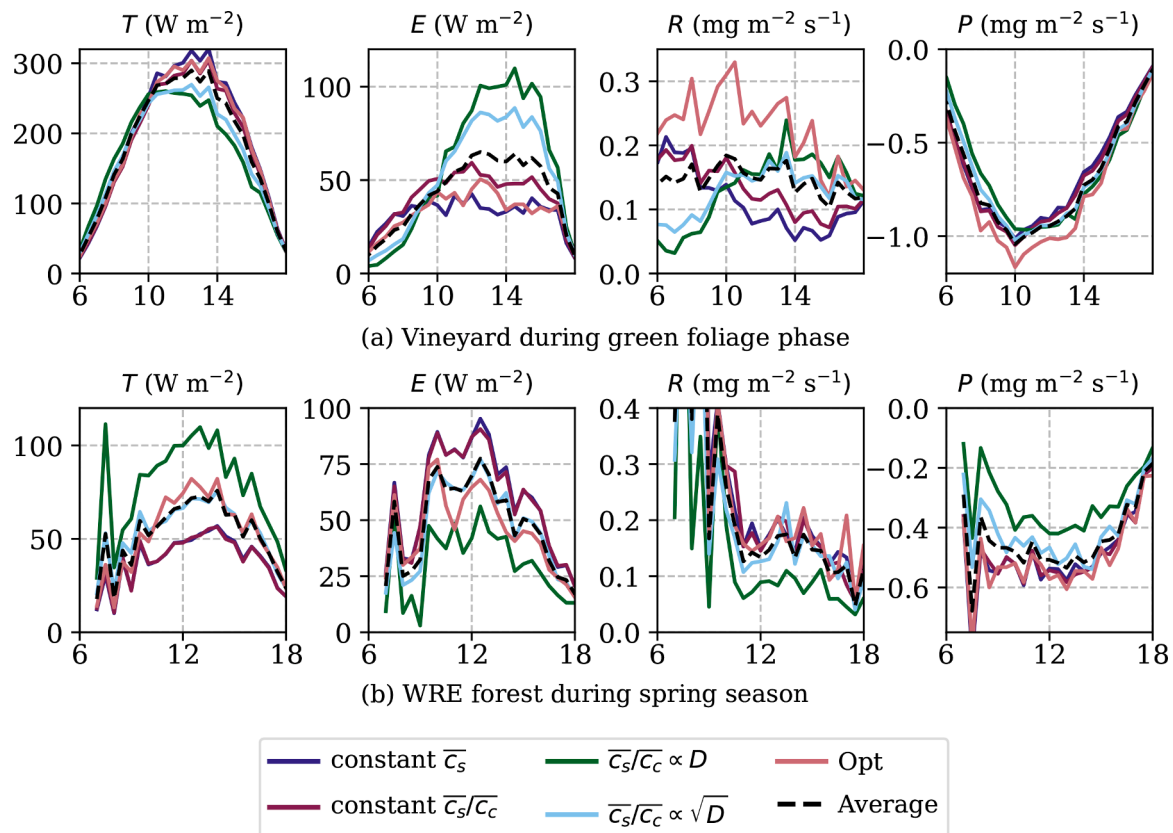 T (W m⁻²) E (W m⁻²) R (mg m⁻² s⁻¹) P (mg m⁻² s⁻¹)
300 100 0.3 0.0
200 0.2 −0.5
100 50 0.1 −1.0
0 0 0.0
6 10 14 6 10 14 6 10 14 6 10 14 18
(a) Vineyard during green foliage phase
T (W m⁻²) E (W m⁻²) R (mg m⁻² s⁻¹) P (mg m⁻² s⁻¹)
100 100 0.4 0.0
75 0.3 −0.2
50 50 0.2 −0.4
25 0.1 −0.6
0 0 0.0
6 12 18 6 12 18 6 12 18 6 12 18
(b) WRE forest during spring season
constant c̅ₛ c̅ₛ/c̅_c ∝ D Opt
constant c̅ₛ/c̅_c c̅ₛ/c̅_c ∝ √D Average